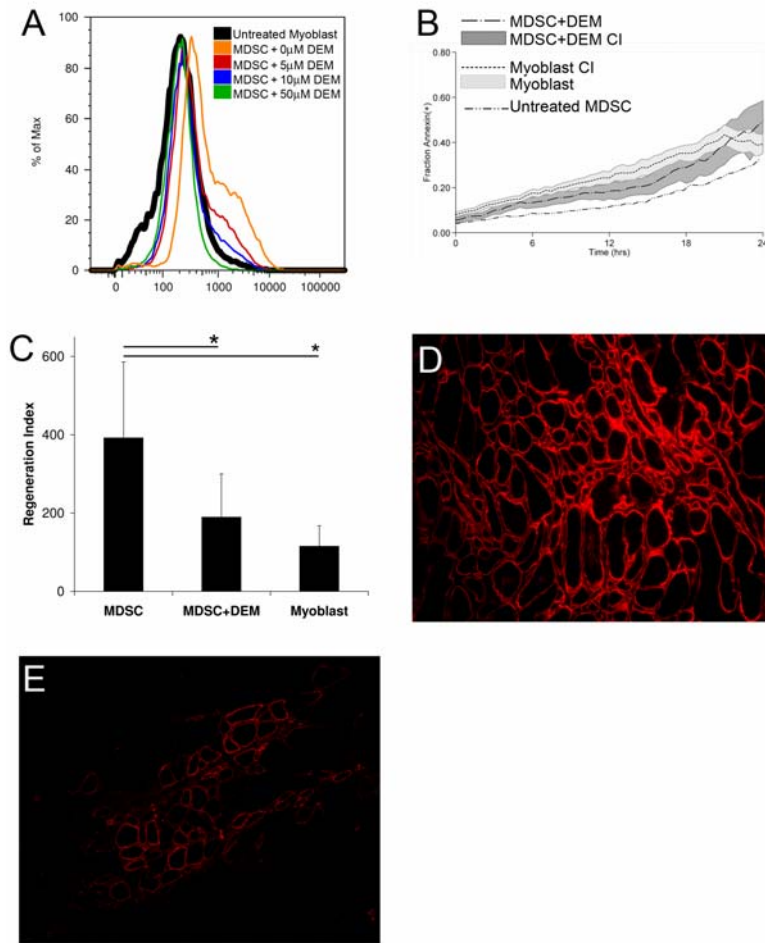 A
Untreated Myoblast
MDSC + 0μM DEM
MDSC + 5μM DEM
MDSC + 10μM DEM
MDSC + 50μM DEM
100
80
60
40
20
0
% of Max
0 100 1000 10000 100000
B
MDSC+DEM
MDSC+DEM CI
Myoblast CI
Myoblast
Untreated MDSC
0.80
0.60
0.40
0.20
0.00
Fraction Annexin(+)
0 6 12 18 24
Time (hrs)
C
* *
600
400
200
0
Regeneration Index
MDSC MDSC+DEM Myoblast
D
E